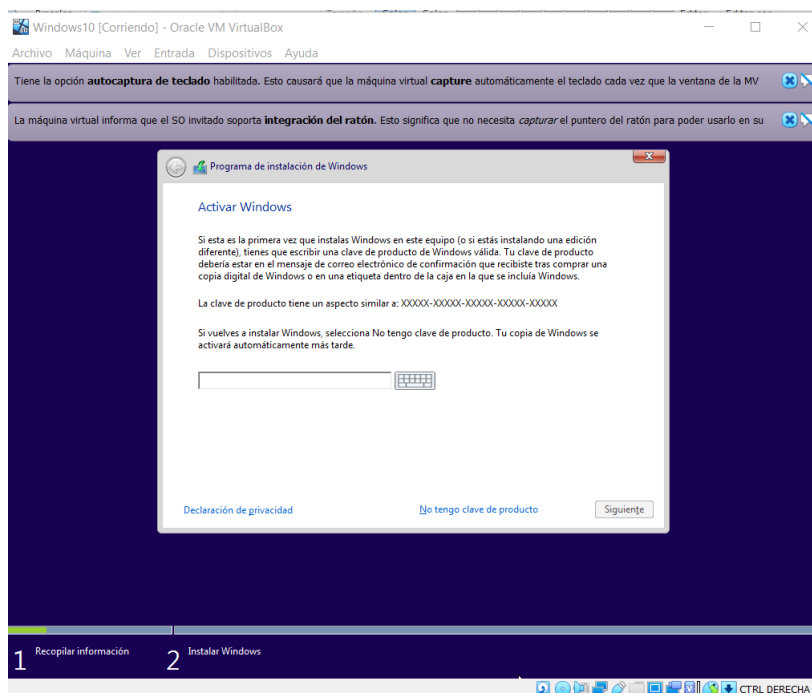 Windows10 [Corriendo] - Oracle VM VirtualBox
Archivo Máquina Ver Entrada Dispositivos Ayuda
Tiene la opción autocaptura de teclado habilitada. Esto causará que la máquina virtual capture automáticamente el teclado cada vez que la ventana de la MV
La máquina virtual informa que el SO invitado soporta integración del ratón. Esto significa que no necesita capturar el puntero del ratón para poder usarlo en su
Programa de instalación de Windows
Activar Windows
Si esta es la primera vez que instalas Windows en este equipo (o si estás instalando una edición
diferente), tienes que escribir una clave de producto de Windows válida. Tu clave de producto
debería estar en el mensaje de correo electrónico de confirmación que recibiste tras comprar una
copia digital de Windows o en una etiqueta dentro de la caja en la que se incluía Windows.
La clave de producto tiene un aspecto similar a: XXXXX-XXXXX-XXXXX-XXXXX-XXXXX
Si vuelves a instalar Windows, selecciona No tengo clave de producto. Tu copia de Windows se
activará automáticamente más tarde.
Declaración de privacidad No tengo clave de producto Siguiente
1 Recopilar información 2 Instalar Windows
CTRL DERECHA